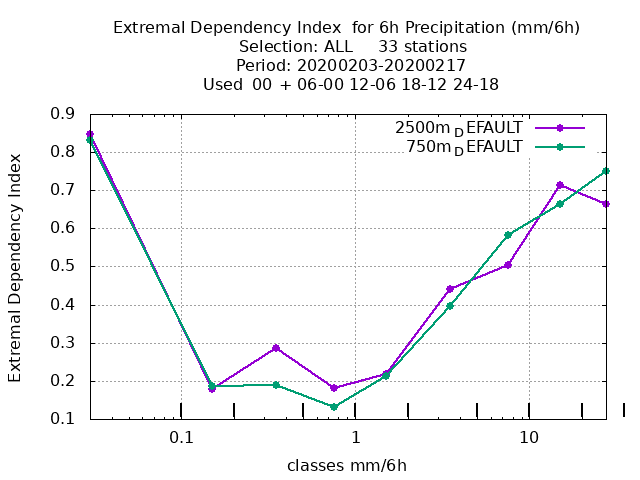 Extremal Dependency Index for 6h Precipitation (mm/6h)
Selection: ALL 33 stations
Period: 20200203-20200217
Used 00 + 06-00 12-06 18-12 24-18
2500m_DEFAULT
750m_DEFAULT
Extremal Dependency Index
0.9
0.8
0.7
0.6
0.5
0.4
0.3
0.2
0.1
0.1 1 10
classes mm/6h